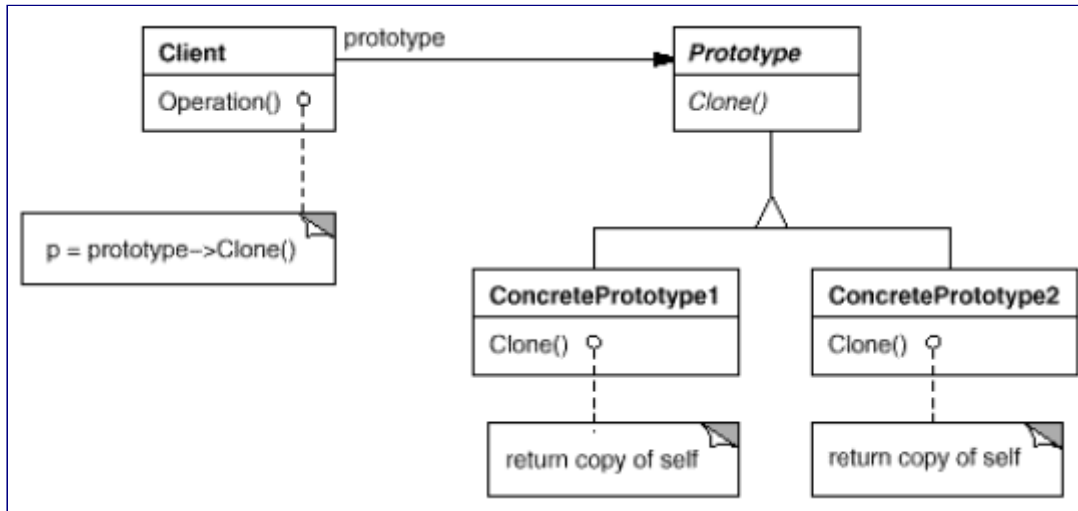 Client
prototype
Prototype
Operation()
Clone()
p = prototype->Clone()
ConcretePrototype1
ConcretePrototype2
Clone()
Clone()
return copy of self
return copy of self